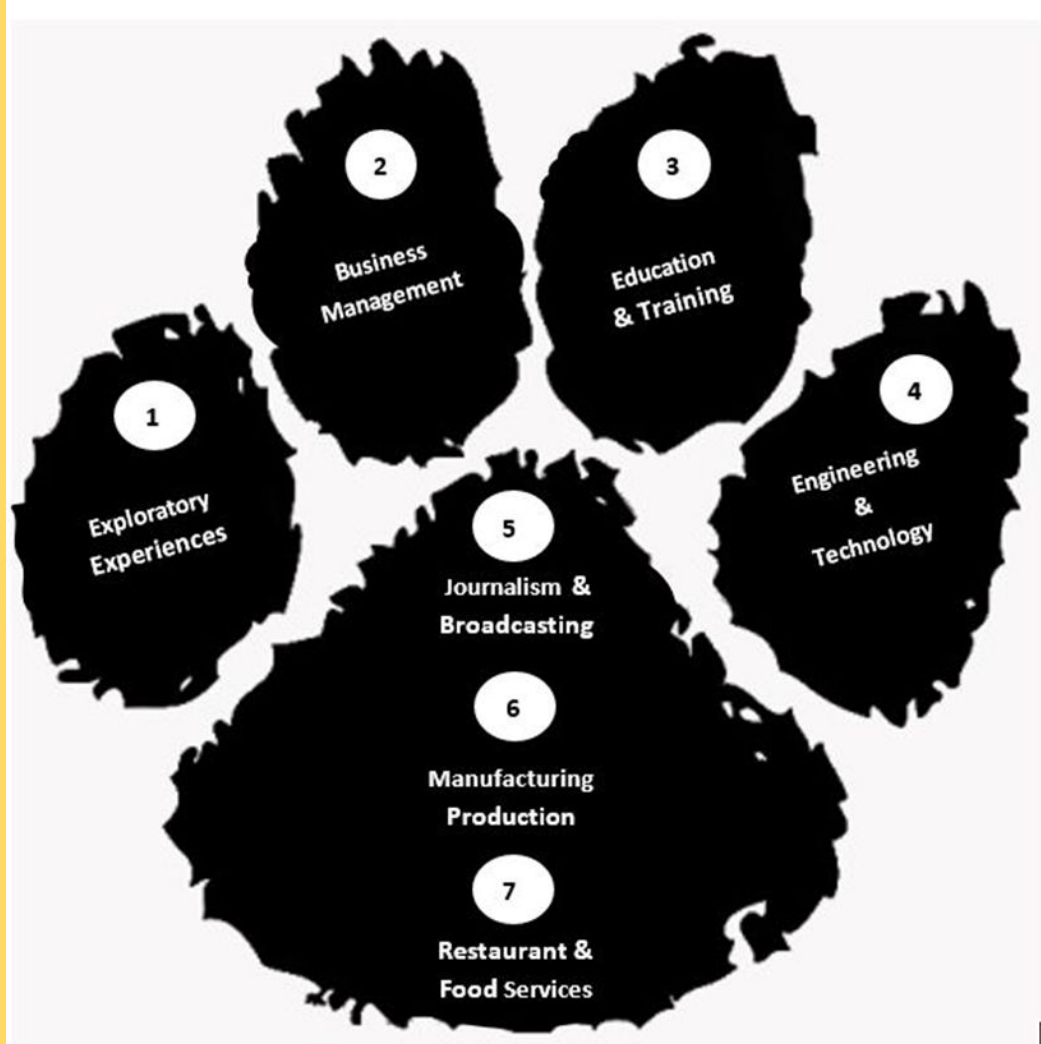 1
Exploratory
Experiences
2
Business
Management
3
Education
& Training
4
Engineering
&
Technology
5
Journalism &
Broadcasting
6
Manufacturing
Production
7
Restaurant &
Food Services